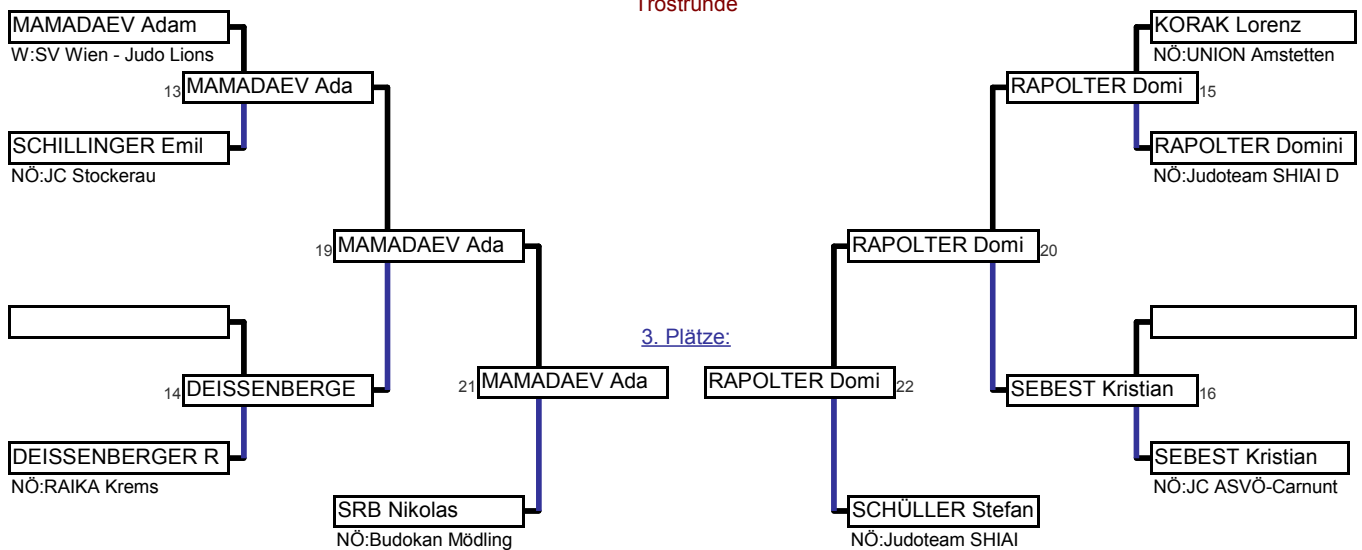 Trostrunde
MAMADAEV Adam
W:SV Wien - Judo Lions
13 MAMADAEV Ada
SCHILLINGER Emil
NÖ:JC Stockerau
19 MAMADAEV Ada
14 DEISSENBERGE
DEISSENBERGER R
NÖ:RAIKA Krems
21 MAMADAEV Ada
SRB Nikolas
NÖ:Budokan Mödling
3. Plätze:
KORAK Lorenz
NÖ:UNION Amstetten
RAPOLTER Domi 15
RAPOLTER Domini
NÖ:Judoteam SHIAI D
RAPOLTER Domi 20
RAPOLTER Domi 22
SEBEST Kristian 16
SEBEST Kristian
NÖ:JC ASVÖ-Carnunt
SCHÜLLER Stefan
NÖ:Judoteam SHIAI